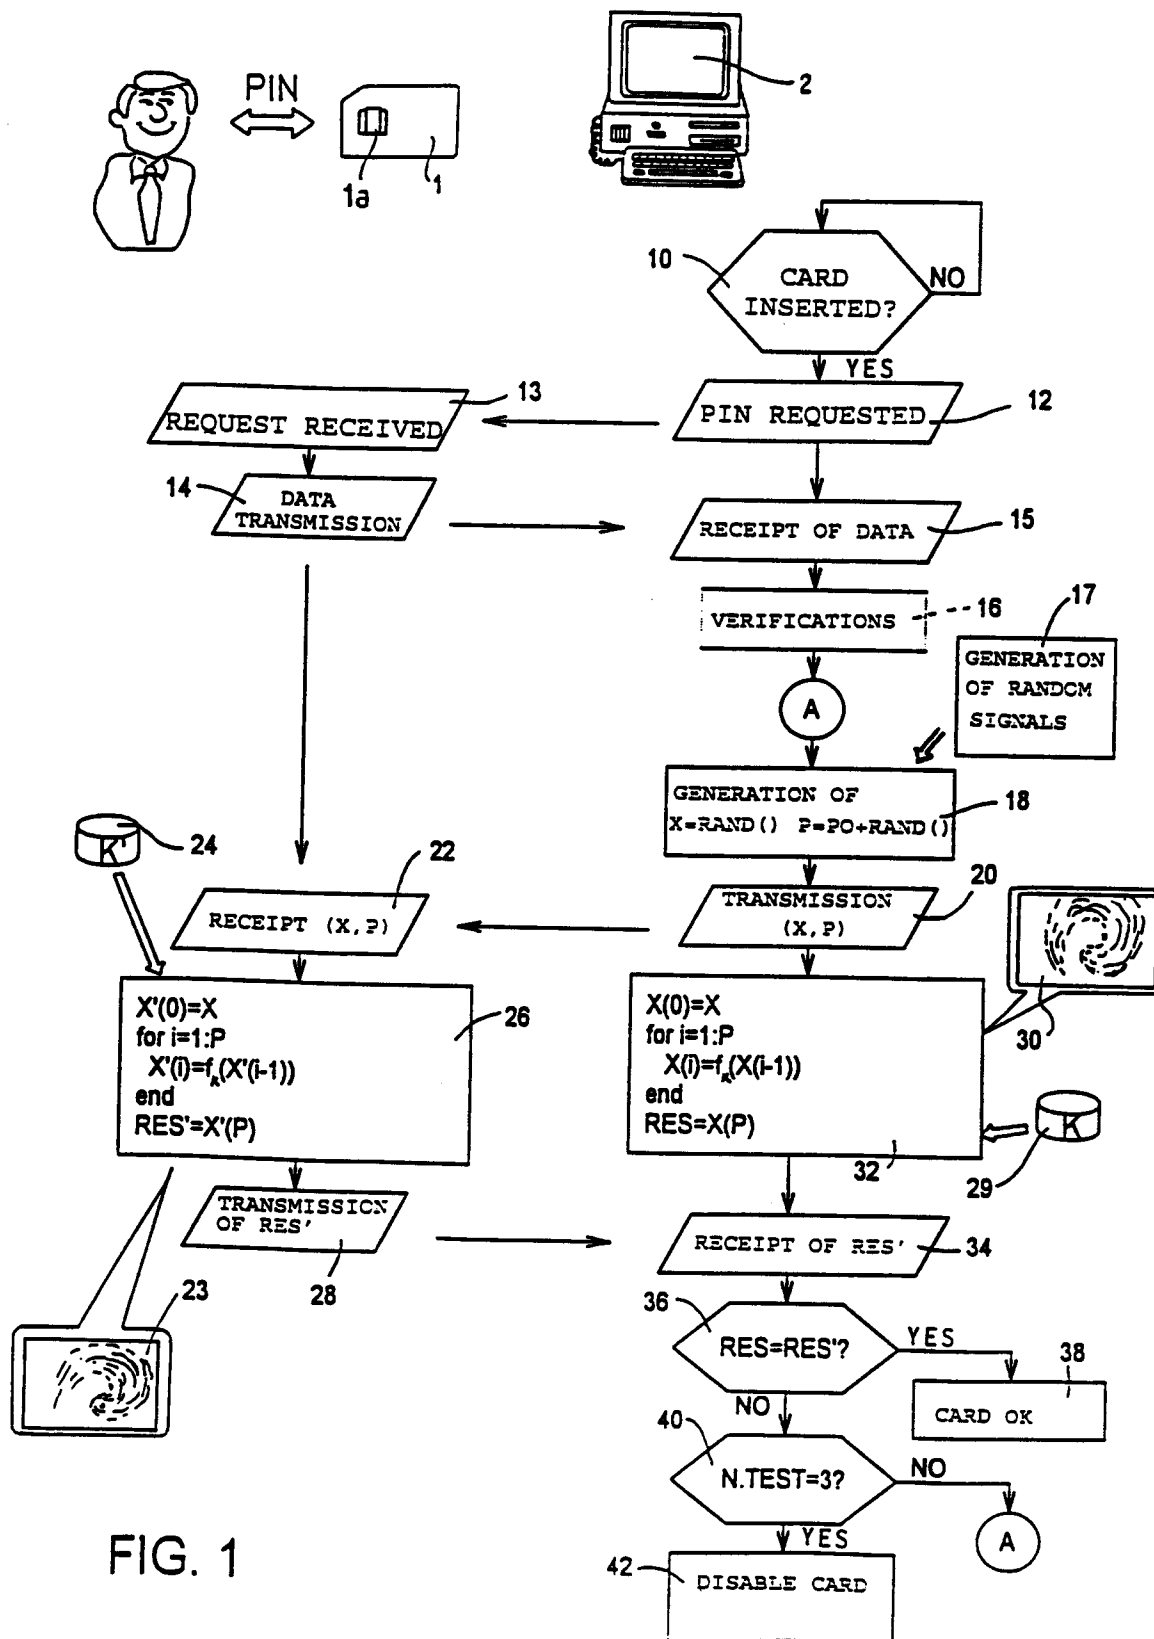 PIN
2
1a
1
10
CARD
INSERTED?
NO
YES
13
REQUEST RECEIVED
PIN REQUESTED
12
14
DATA
TRANSMISSION
RECEIPT OF DATA
15
VERIFICATIONS
16
17
GENERATION
OF RANDOM
SIGNALS
A
GENERATION OF
X=RAND() P=PO+RAND()
18
K'
24
22
RECEIPT (X,P)
TRANSMISSION
(X,P)
20
30
X'(0)=X
for i=1:P
X'(i)=fk(X'(i-1))
end
RES'=X'(P)
26
X(0)=X
for i=1:P
X(i)=fk(X(i-1))
end
RES=X(P)
32
K
29
TRANSMISSION
OF RES'
28
RECEIPT OF RES'
34
23
36
RES=RES'?
YES
38
CARD OK
NO
40
N.TEST=3?
NO
A
YES
42
DISABLE CARD
FIG. 1